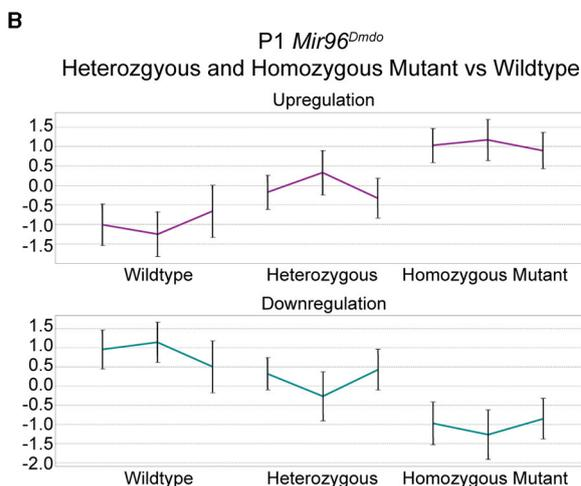 B
P1 Mir96Dmdo
Heterozgyous and Homozygous Mutant vs Wildtype
Upregulation
1.5
1.0
0.5
0.0
-0.5
-1.0
-1.5
Wildtype Heterozygous Homozygous Mutant
Downregulation
1.5
1.0
0.5
0.0
-0.5
-1.0
-1.5
-2.0
Wildtype Heterozygous Homozygous Mutant